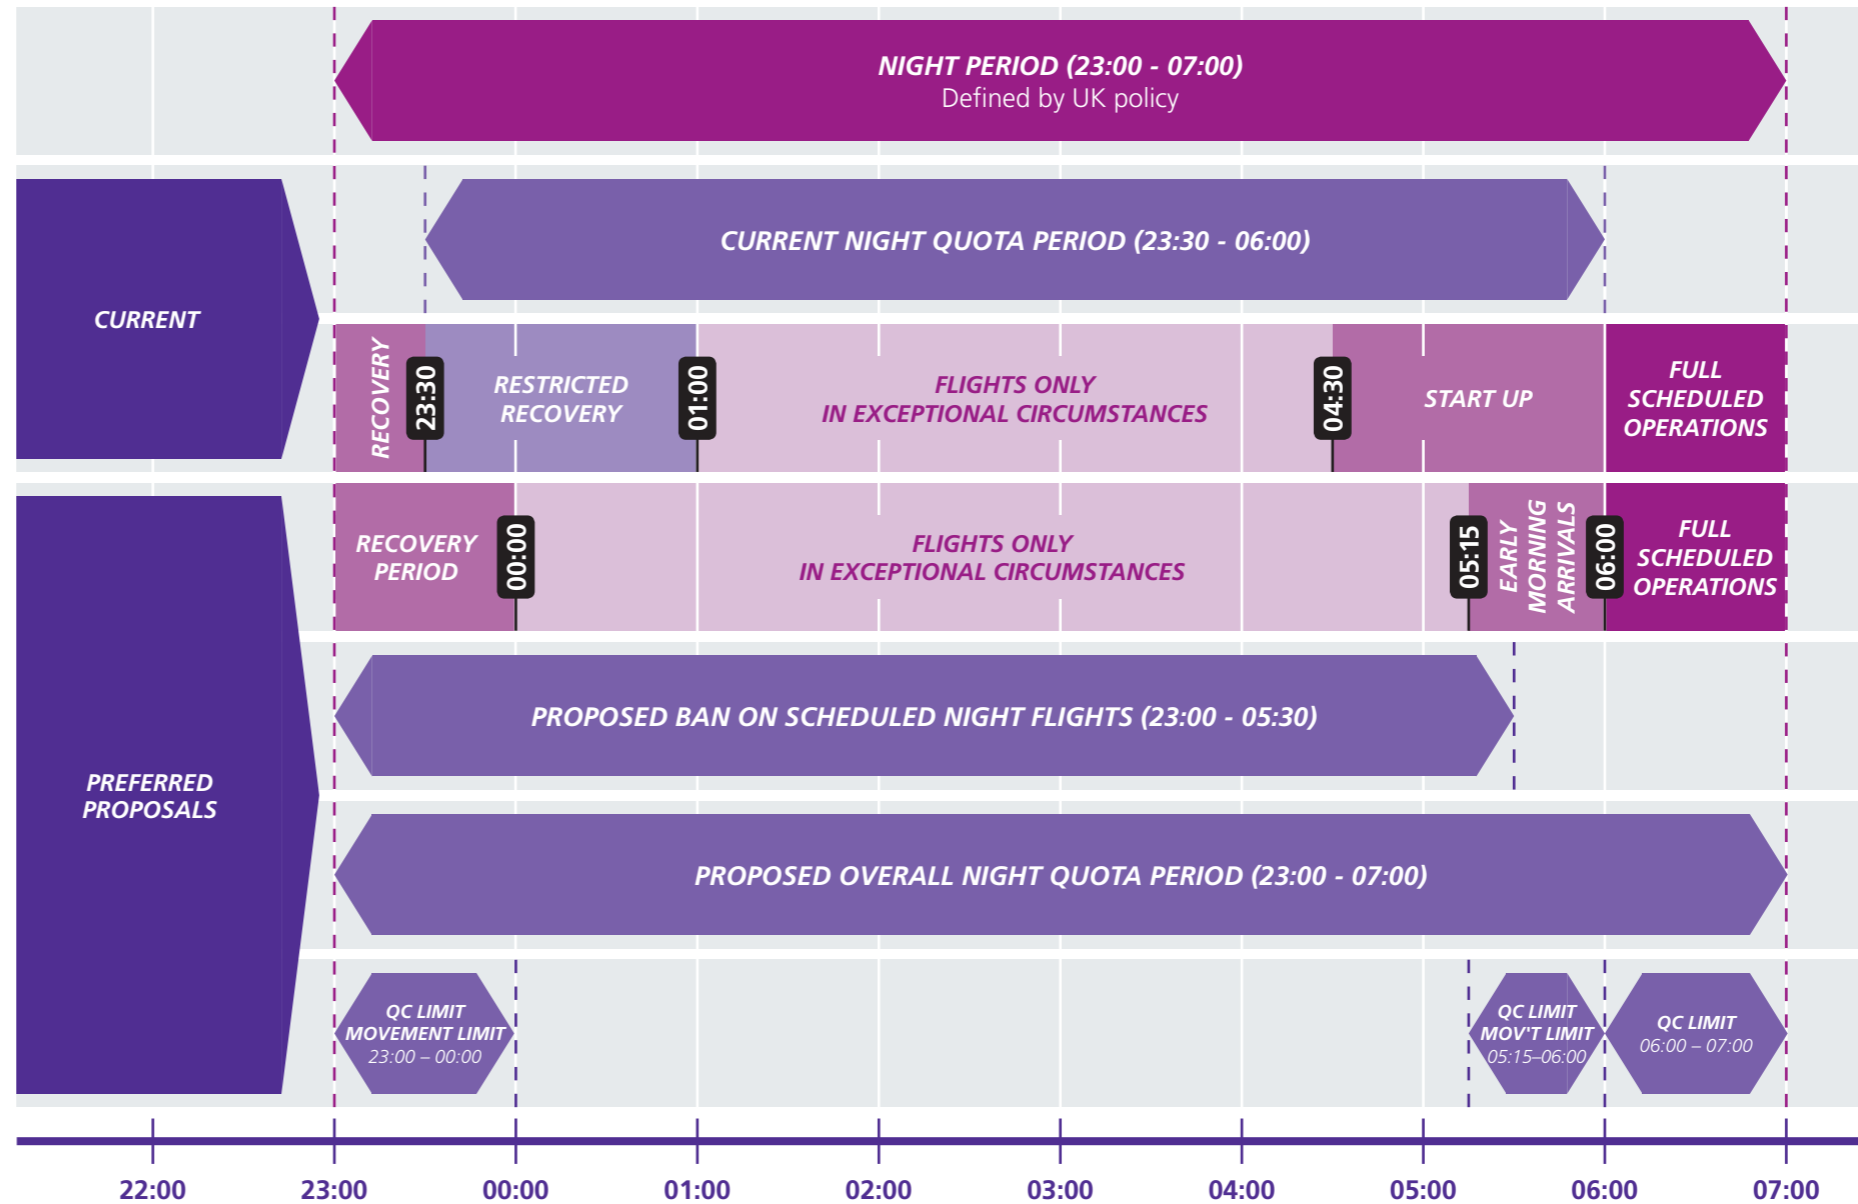 NIGHT PERIOD (23:00 - 07:00)
Defined by UK policy
CURRENT
CURRENT NIGHT QUOTA PERIOD (23:30 - 06:00)
RECOVERY
23:30
RESTRICTED
RECOVERY
01:00
FLIGHTS ONLY
IN EXCEPTIONAL CIRCUMSTANCES
04:30
START UP
FULL
SCHEDULED
OPERATIONS
PREFERRED
PROPOSALS
RECOVERY
PERIOD
00:00
FLIGHTS ONLY
IN EXCEPTIONAL CIRCUMSTANCES
05:15
EARLY
MORNING
ARRIVALS
06:00
FULL
SCHEDULED
OPERATIONS
PROPOSED BAN ON SCHEDULED NIGHT FLIGHTS (23:00 - 05:30)
PROPOSED OVERALL NIGHT QUOTA PERIOD (23:00 - 07:00)
QC LIMIT
MOVEMENT LIMIT
23:00 – 00:00
QC LIMIT
MOV'T LIMIT
05:15–06:00
QC LIMIT
06:00 – 07:00
22:00 23:00 00:00 01:00 02:00 03:00 04:00 05:00 06:00 07:00